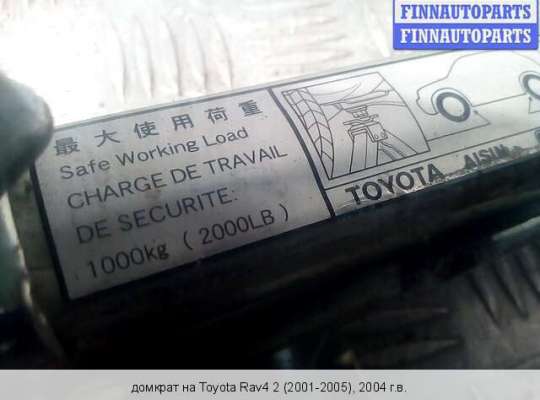 FINNAUTOPARTS
FINNAUTOPARTS
最大使用荷重
Safe Working Load
CHARGE DE TRAVAIL
DE SECURITE:
1000kg ( 2000LB )
TOYOTA AISIN
домкрат на Toyota Rav4 2 (2001-2005), 2004 г.в.